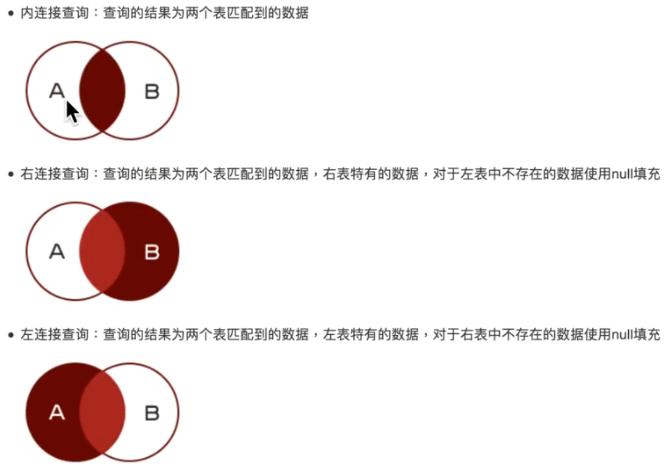 内连接查询：查询的结果为两个表匹配到的数据
A B
右连接查询：查询的结果为两个表匹配到的数据，右表特有的数据，对于左表中不存在的数据使用null填充
A B
左连接查询：查询的结果为两个表匹配到的数据，左表特有的数据，对于右表中不存在的数据使用null填充
A B